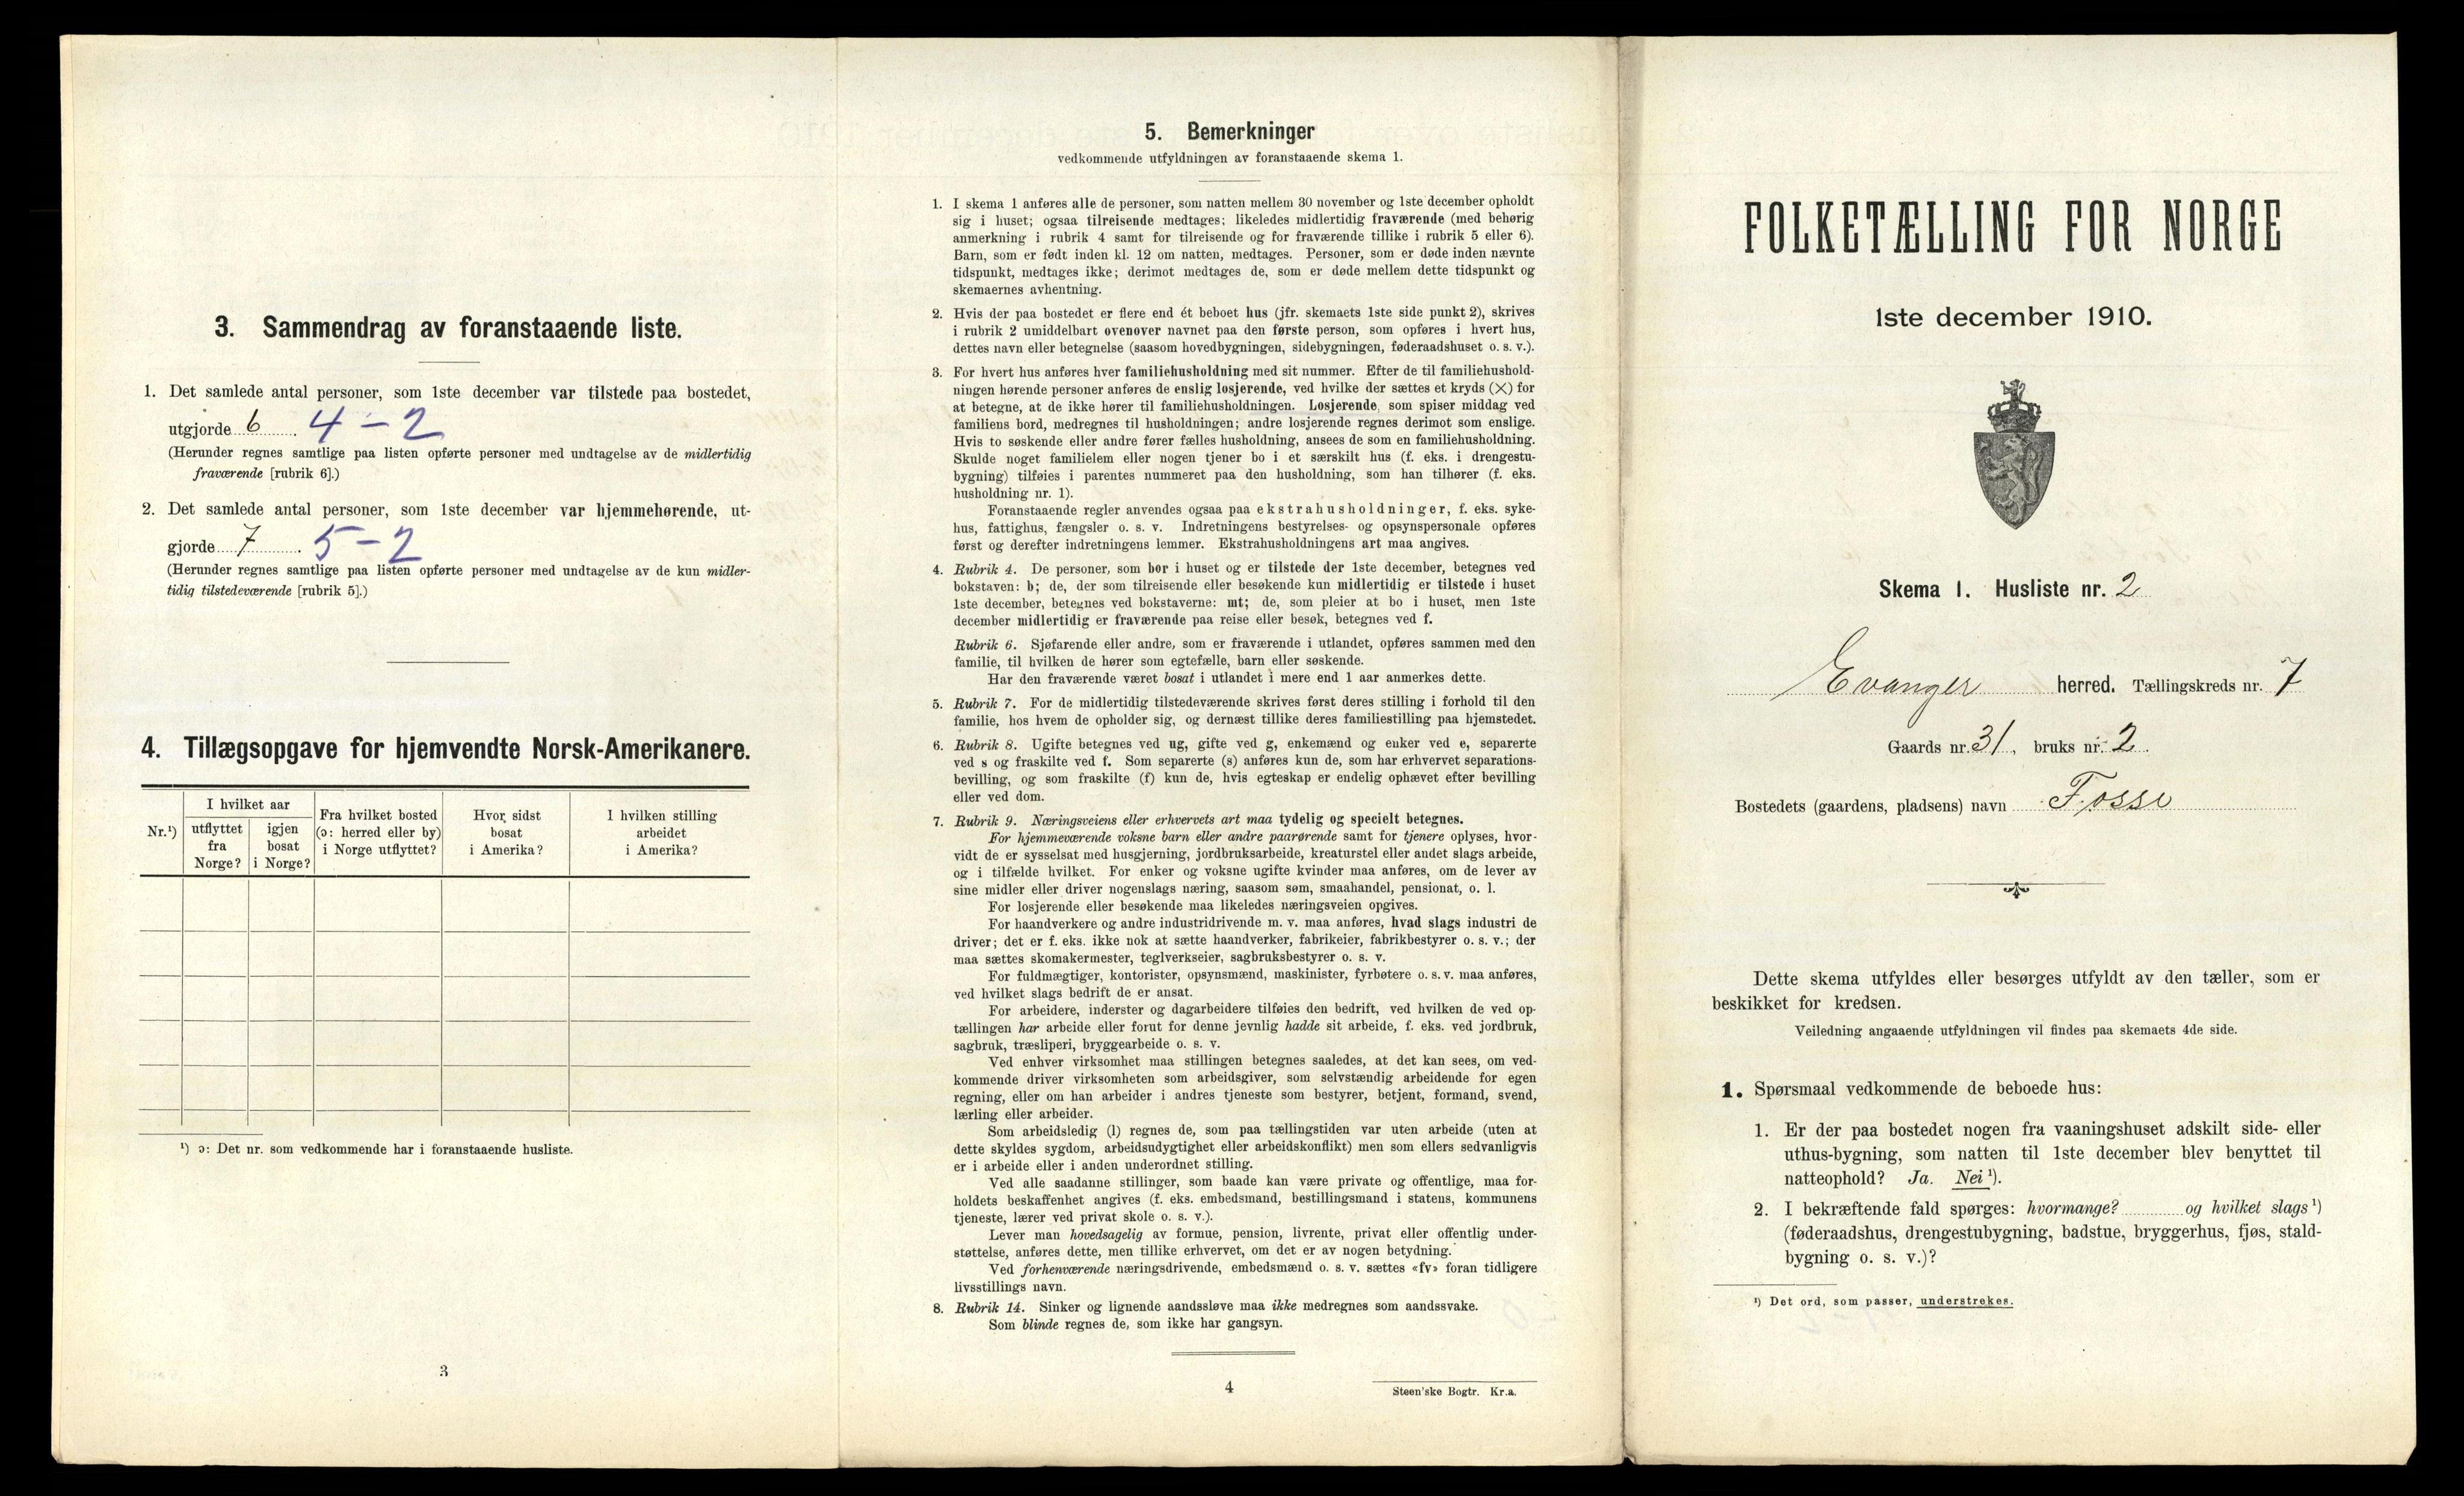 3. Sammendrag av foranstaaende liste.
1. Det samlede antal personer, som 1ste december var tilstede paa bostedet,
utgjorde 6 . 4 – 2
(Herunder regnes samtlige paa listen opførte personer med undtagelse av de midlertidig
fraværende [rubrik 6].)
2. Det samlede antal personer, som 1ste december var hjemmehørende, ut-
gjorde 7 . 5 – 2
(Herunder regnes samtlige paa listen opførte personer med undtagelse av de kun midler-
tidig tilstedeværende [rubrik 5].)
4. Tillægsopgave for hjemvendte Norsk-Amerikanere.
Nr.¹)
I hvilket aar
utflyttet
fra
Norge?
igjen
bosat
i Norge?
Fra hvilket bosted
(ɔ: herred eller by)
i Norge utflyttet?
Hvor sidst
bosat
i Amerika?
I hvilken stilling
arbeidet
i Amerika?
¹) ɔ: Det nr. som vedkommende har i foranstaaende husliste.
3
5. Bemerkninger
vedkommende utfyldningen av foranstaaende skema 1.
1. I skema 1 anføres alle de personer, som natten mellem 30 november og 1ste december opholdt
sig i huset; ogsaa tilreisende medtages; likeledes midlertidig fraværende (med behørig
anmerkning i rubrik 4 samt for tilreisende og for fraværende tillike i rubrik 5 eller 6).
Barn, som er født inden kl. 12 om natten, medtages. Personer, som er døde inden nævnte
tidspunkt, medtages ikke; derimot medtages de, som er døde mellem dette tidspunkt og
skemaernes avhentning.
2. Hvis der paa bostedet er flere end ét beboet hus (jfr. skemaets 1ste side punkt 2), skrives
i rubrik 2 umiddelbart ovenover navnet paa den første person, som opføres i hvert hus,
dettes navn eller betegnelse (saasom hovedbygningen, sidebygningen, føderaadshuset o. s. v.).
3. For hvert hus anføres hver familiehusholdning med sit nummer. Efter de til familiehushold-
ningen hørende personer anføres de enslig losjerende, ved hvilke der sættes et kryds (×) for
at betegne, at de ikke hører til familiehusholdningen. Losjerende, som spiser middag ved
familiens bord, medregnes til husholdningen; andre losjerende regnes derimot som enslige.
Hvis to søskende eller andre fører fælles husholdning, ansees de som en familiehusholdning.
Skulde noget familielem eller nogen tjener bo i et særskilt hus (f. eks. i drengestu-
bygning) tilføies i parentes nummeret paa den husholdning, som han tilhører (f. eks.
husholdning nr. 1).
Foranstaaende regler anvendes ogsaa paa ekstrahusholdninger, f. eks. syke-
hus, fattighus, fængsler o. s. v. Indretningens bestyrelses- og opsynspersonale opføres
først og derefter indretningens lemmer. Ekstrahusholdningens art maa angives.
4. Rubrik 4. De personer, som bor i huset og er tilstede der 1ste december, betegnes ved
bokstaven: b; de, der som tilreisende eller besøkende kun midlertidig er tilstede i huset
1ste december, betegnes ved bokstaverne: mt; de, som pleier at bo i huset, men 1ste
december midlertidig er fraværende paa reise eller besøk, betegnes ved f.
Rubrik 6. Sjøfarende eller andre, som er fraværende i utlandet, opføres sammen med den
familie, til hvilken de hører som egtefælle, barn eller søskende.
Har den fraværende været bosat i utlandet i mere end 1 aar anmerkes dette.
5. Rubrik 7. For de midlertidig tilstedeværende skrives først deres stilling i forhold til den
familie, hos hvem de opholder sig, og dernæst tillike deres familiestilling paa hjemstedet.
6. Rubrik 8. Ugifte betegnes ved ug, gifte ved g, enkemænd og enker ved e, separerte
ved s og fraskilte ved f. Som separerte (s) anføres kun de, som har erhvervet separations-
bevilling, og som fraskilte (f) kun de, hvis egteskap er endelig ophævet efter bevilling
eller ved dom.
7. Rubrik 9. Næringsveiens eller erhvervets art maa tydelig og specielt betegnes.
For hjemmeværende voksne barn eller andre paarørende samt for tjenere oplyses, hvor-
vidt de er sysselsat med husgjerning, jordbruksarbeide, kreaturstel eller andet slags arbeide,
og i tilfælde hvilket. For enker og voksne ugifte kvinder maa anføres, om de lever av
sine midler eller driver nogenslags næring, saasom søm, smaahandel, pensionat, o. l.
For losjerende eller besøkende maa likeledes næringsveien opgives.
For haandverkere og andre industridrivende m. v. maa anføres, hvad slags industri de
driver; det er f. eks. ikke nok at sætte haandverker, fabrikeier, fabrikbestyrer o. s. v.; der
maa sættes skomakermester, teglverkseier, sagbruksbestyrer o. s. v.
For fuldmægtiger, kontorister, opsynsmænd, maskinister, fyrbøtere o. s. v. maa anføres,
ved hvilket slags bedrift de er ansat.
For arbeidere, inderster og dagarbeidere tilføies den bedrift, ved hvilken de ved op-
tællingen har arbeide eller forut for denne jevnlig hadde sit arbeide, f. eks. ved jordbruk,
sagbruk, træsliperi, bryggearbeide o. s. v.
Ved enhver virksomhet maa stillingen betegnes saaledes, at det kan sees, om ved-
kommende driver virksomheten som arbeidsgiver, som selvstændig arbeidende for egen
regning, eller om han arbeider i andres tjeneste som bestyrer, betjent, formand, svend,
lærling eller arbeider.
Som arbeidsledig (l) regnes de, som paa tællingstiden var uten arbeide (uten at
dette skyldes sygdom, arbeidsudygtighet eller arbeidskonflikt) men som ellers sedvanligvis
er i arbeide eller i anden underordnet stilling.
Ved alle saadanne stillinger, som baade kan være private og offentlige, maa for-
holdets beskaffenhet angives (f. eks. embedsmand, bestillingsmand i statens, kommunens
tjeneste, lærer ved privat skole o. s. v.).
Lever man hovedsagelig av formue, pension, livrente, privat eller offentlig under-
støttelse, anføres dette, men tillike erhvervet, om det er av nogen betydning.
Ved forhenværende næringsdrivende, embedsmænd o. s. v. sættes «fv» foran tidligere
livsstillings navn.
8. Rubrik 14. Sinker og lignende aandssløve maa ikke medregnes som aandssvake.
Som blinde regnes de, som ikke har gangsyn.
4
Steen'ske Bogtr. Kr.a.
FOLKETÆLLING FOR NORGE
1ste december 1910.
Skema 1. Husliste nr. 2
Evanger herred. Tællingskreds nr. 7
Gaards nr. 31, bruks nr. 2.
Bostedets (gaardens, pladsens) navn Fosse
Dette skema utfyldes eller besørges utfyldt av den tæller, som er
beskikket for kredsen.
Veiledning angaaende utfyldningen vil findes paa skemaets 4de side.
1. Spørsmaal vedkommende de beboede hus:
1. Er der paa bostedet nogen fra vaaningshuset adskilt side- eller
uthus-bygning, som natten til 1ste december blev benyttet til
natteophold? Ja. Nei ¹).
2. I bekræftende fald spørges: hvormange? og hvilket slags ¹)
(føderaadshus, drengestubygning, badstue, bryggerhus, fjøs, stald-
bygning o. s. v.)?
¹) Det ord, som passer, understrekes.